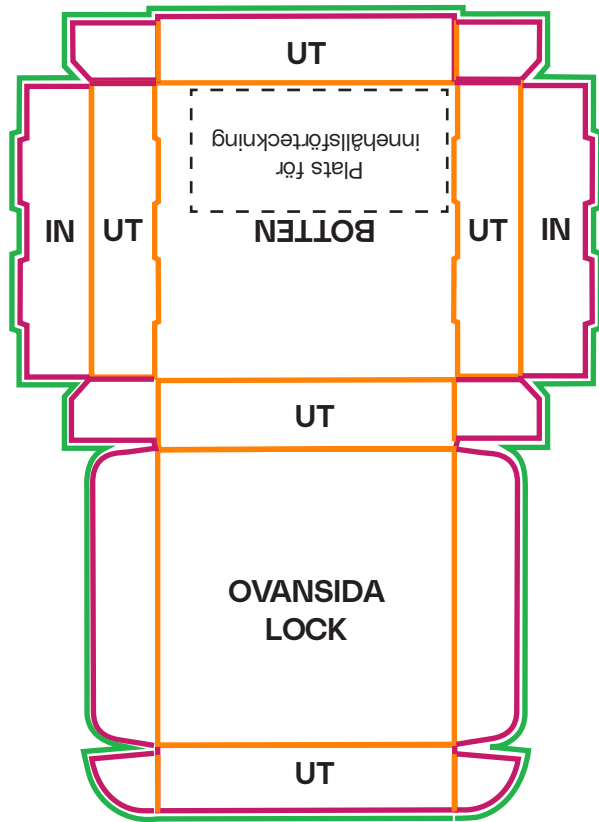 UT
Plats för
innehållsförteckning
BOTTEN
IN
UT
UT
IN
UT
OVANSIDA
LOCK
UT